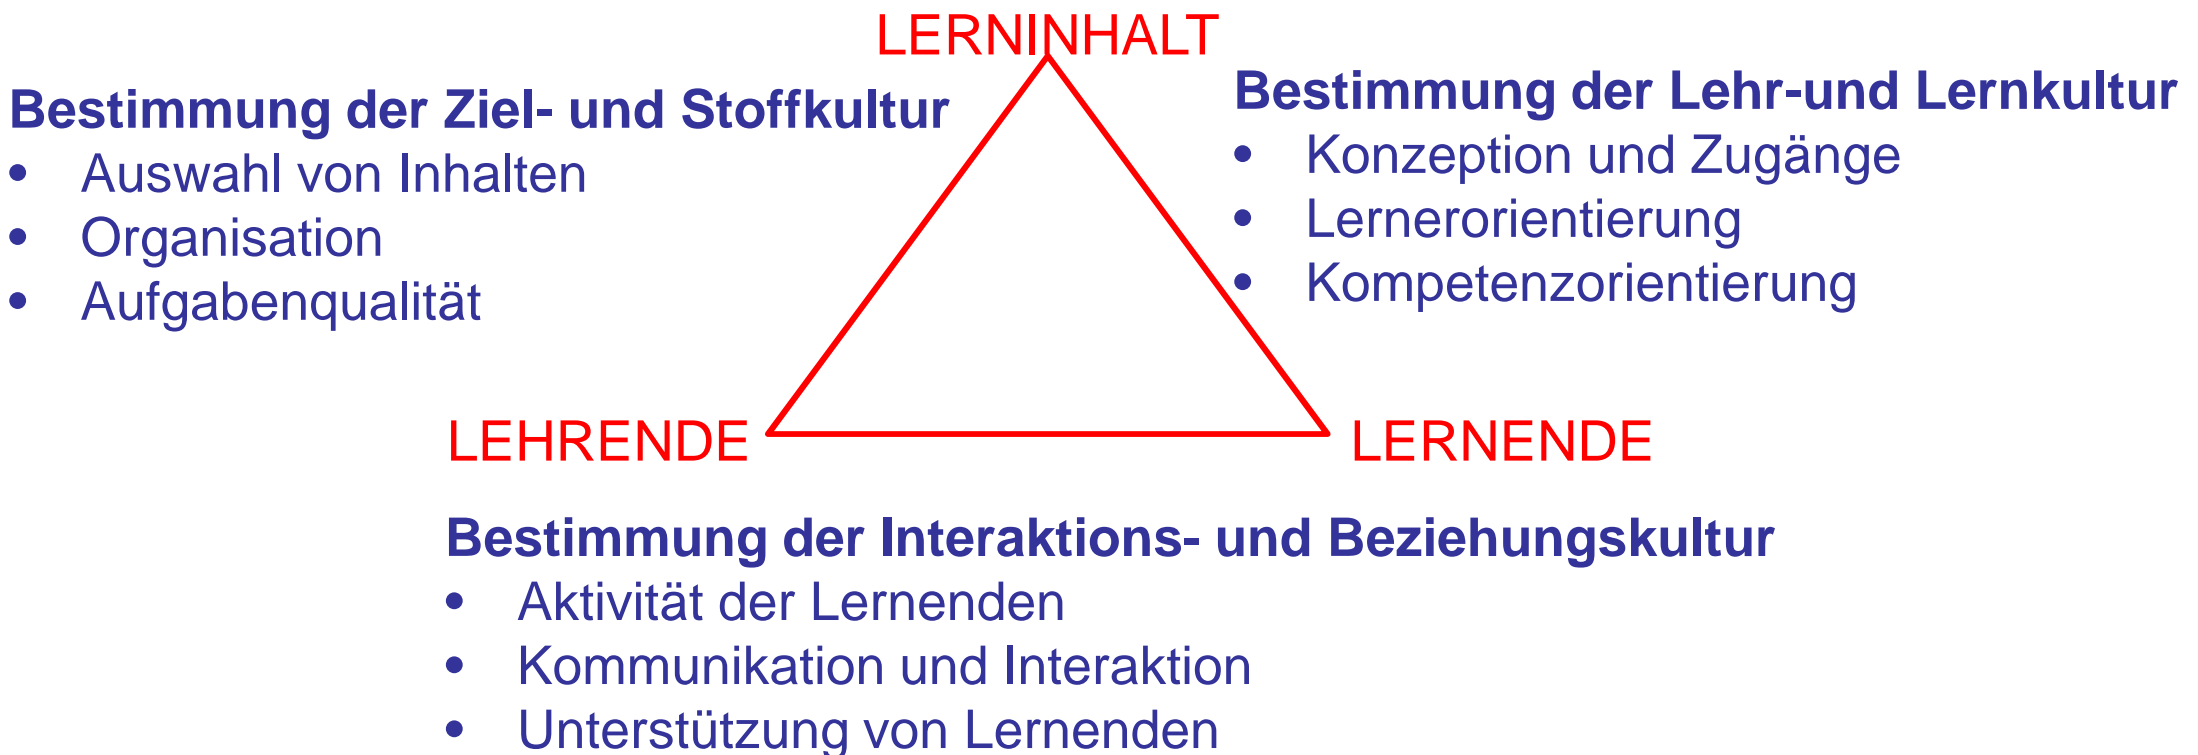 LERNINHALT
Bestimmung der Ziel- und Stoffkultur
• Auswahl von Inhalten
• Organisation
• Aufgabenqualität
Bestimmung der Lehr-und Lernkultur
• Konzeption und Zugänge
• Lernerorientierung
• Kompetenzorientierung
LEHRENDE
LERNENDE
Bestimmung der Interaktions- und Beziehungskultur
• Aktivität der Lernenden
• Kommunikation und Interaktion
• Unterstützung von Lernenden